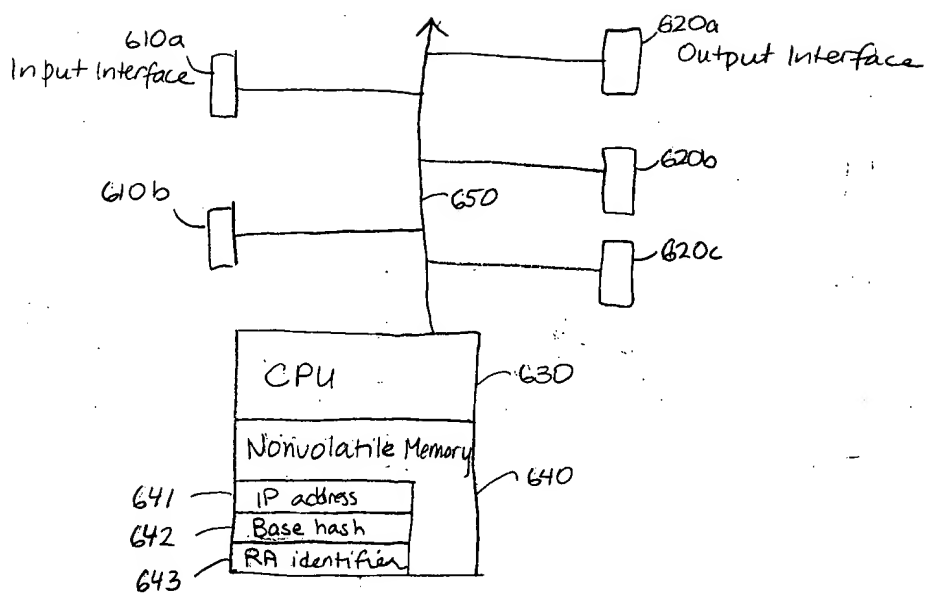 610a
Input Interface
620a
Output Interface
610b
620b
650
620c
CPU
630
Nonvolatile Memory
640
641
IP address
642
Base hash
643
RA identifier